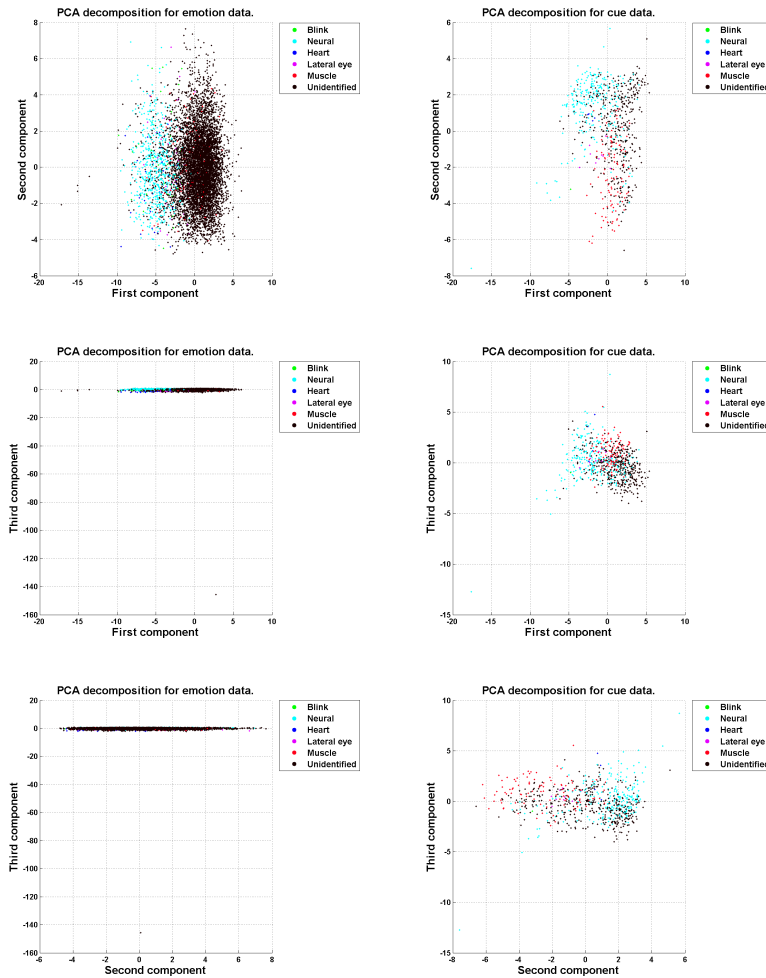 PCA decomposition for emotion data.
8
6
4
2
0
-2
-4
-6
-20
-15
-10
-5
0
5
10
Second component
First component
Blink
Neural
Heart
Lateral eye
Muscle
Unidentified
PCA decomposition for cue data.
6
4
2
0
-2
-4
-6
-8
-20
-15
-10
-5
0
5
10
Second component
First component
Blink
Neural
Heart
Lateral eye
Muscle
Unidentified
PCA decomposition for emotion data.
20
0
-20
-40
-60
-80
-100
-120
-140
-160
-20
-15
-10
-5
0
5
10
Third component
First component
Blink
Neural
Heart
Lateral eye
Muscle
Unidentified
PCA decomposition for cue data.
10
5
0
-5
-10
-15
-20
-15
-10
-5
0
5
10
Third component
First component
Blink
Neural
Heart
Lateral eye
Muscle
Unidentified
PCA decomposition for emotion data.
20
0
-20
-40
-60
-80
-100
-120
-140
-160
-6
-4
-2
0
2
4
6
8
Third component
Second component
Blink
Neural
Heart
Lateral eye
Muscle
Unidentified
PCA decomposition for cue data.
10
5
0
-5
-10
-15
-8
-6
-4
-2
0
2
4
6
Third component
Second component
Blink
Neural
Heart
Lateral eye
Muscle
Unidentified